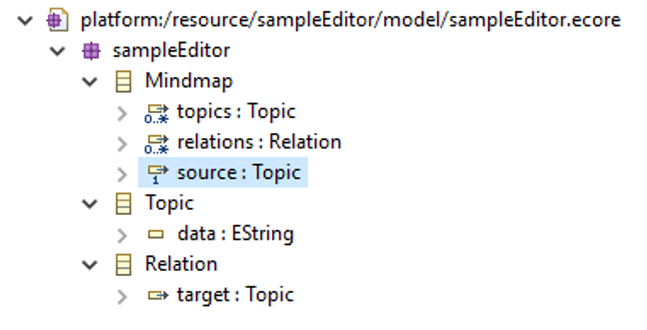 platform:/resource/sampleEditor/model/sampleEditor.ecore
sampleEditor
Mindmap
0..* topics : Topic
0..* relations : Relation
1 source : Topic
Topic
data : EString
Relation
target : Topic